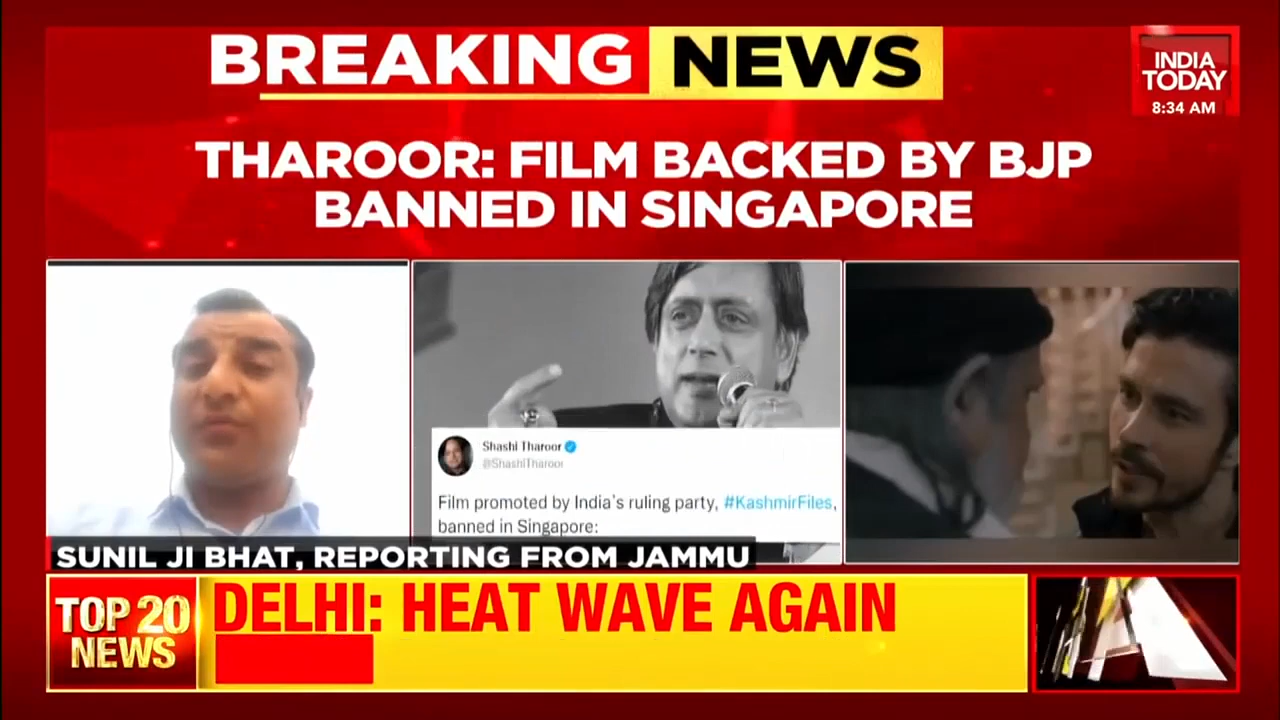 BREAKING NEWS
INDIA
TODAY
8:34 AM
THAROOR: FILM BACKED BY BJP
BANNED IN SINGAPORE
Shashi Tharoor
@ShashiTharoor
Film promoted by India's ruling party, #KashmirFiles,
banned in Singapore:
SUNIL JI BHAT, REPORTING FROM JAMMU
TOP 20
NEWS
DELHI: HEAT WAVE AGAIN